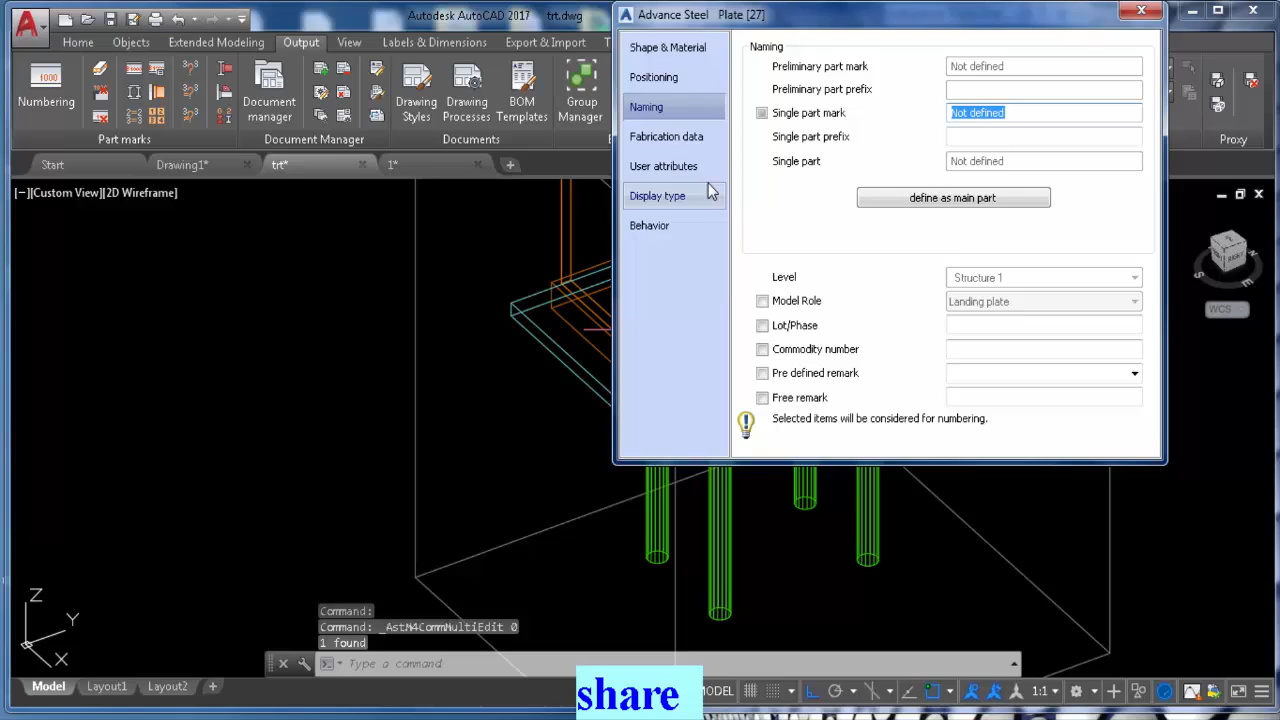 Autodesk AutoCAD 2017 trt.dwg
Home Objects Extended Modeling Output View Labels & Dimensions Export & Import
1000
Numbering
Document
manager
Drawing
Styles
Drawing
Processes
BOM
Templates
Group
Manager
Part marks
Document Manager
Documents
Proxy
Start Drawing1* trt* 1*
[−][Custom View][2D Wireframe]
Advance Steel Plate [27]
Shape & Material
Positioning
Naming
Fabrication data
User attributes
Display type
Behavior
Naming
Preliminary part mark Not defined
Preliminary part prefix
Single part mark Not defined
Single part prefix
Single part Not defined
define as main part
Level Structure 1
Model Role Landing plate
Lot/Phase
Commodity number
Pre defined remark
Free remark
Selected items will be considered for numbering.
WCS
Z
Y
X
Command:
Command: _AstM4CommMultiEdit 0
1 found
Type a command
Model Layout1 Layout2
share
MODEL 1:1